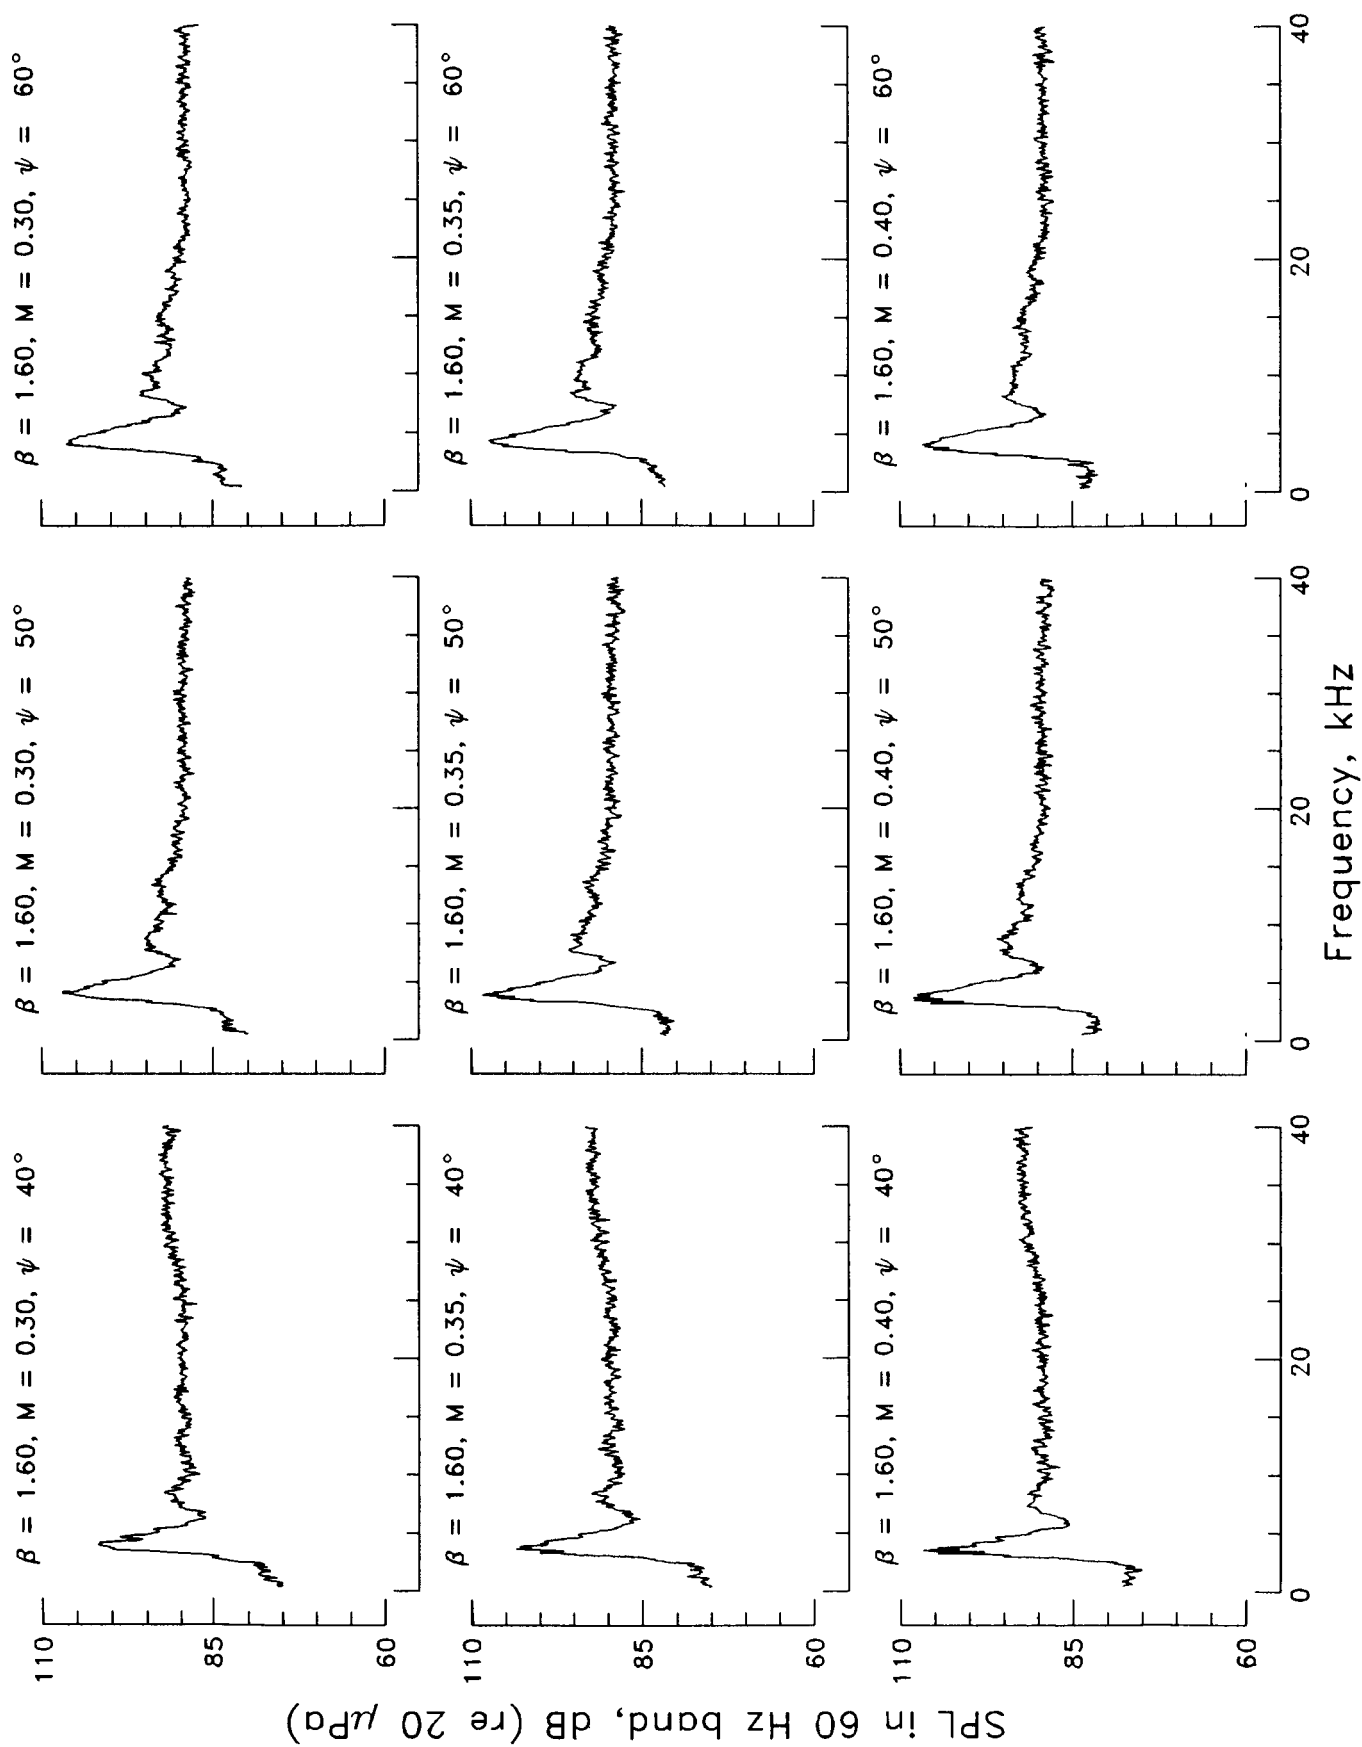 β = 1.60, M = 0.30, ψ = 40°
β = 1.60, M = 0.30, ψ = 50°
β = 1.60, M = 0.30, ψ = 60°
110
85
60
β = 1.60, M = 0.35, ψ = 40°
β = 1.60, M = 0.35, ψ = 50°
β = 1.60, M = 0.35, ψ = 60°
110
85
60
β = 1.60, M = 0.40, ψ = 40°
β = 1.60, M = 0.40, ψ = 50°
β = 1.60, M = 0.40, ψ = 60°
110
85
60
SPL in 60 Hz band, dB (re 20 μPa)
0 20 40
0 20 40
0 20 40
Frequency, kHz